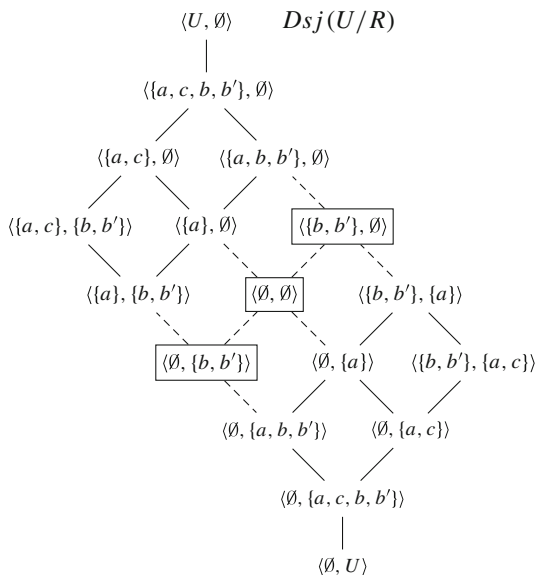 ⟨U, ∅⟩ Dsj(U/R)
⟨{a, c, b, b′}, ∅⟩
⟨{a, c}, ∅⟩ ⟨{a, b, b′}, ∅⟩
⟨{a, c}, {b, b′}⟩ ⟨{a}, ∅⟩ ⟨{b, b′}, ∅⟩
⟨{a}, {b, b′}⟩ ⟨∅, ∅⟩ ⟨{b, b′}, {a}⟩
⟨∅, {b, b′}⟩ ⟨∅, {a}⟩ ⟨{b, b′}, {a, c}⟩
⟨∅, {a, b, b′}⟩ ⟨∅, {a, c}⟩
⟨∅, {a, c, b, b′}⟩
⟨∅, U⟩